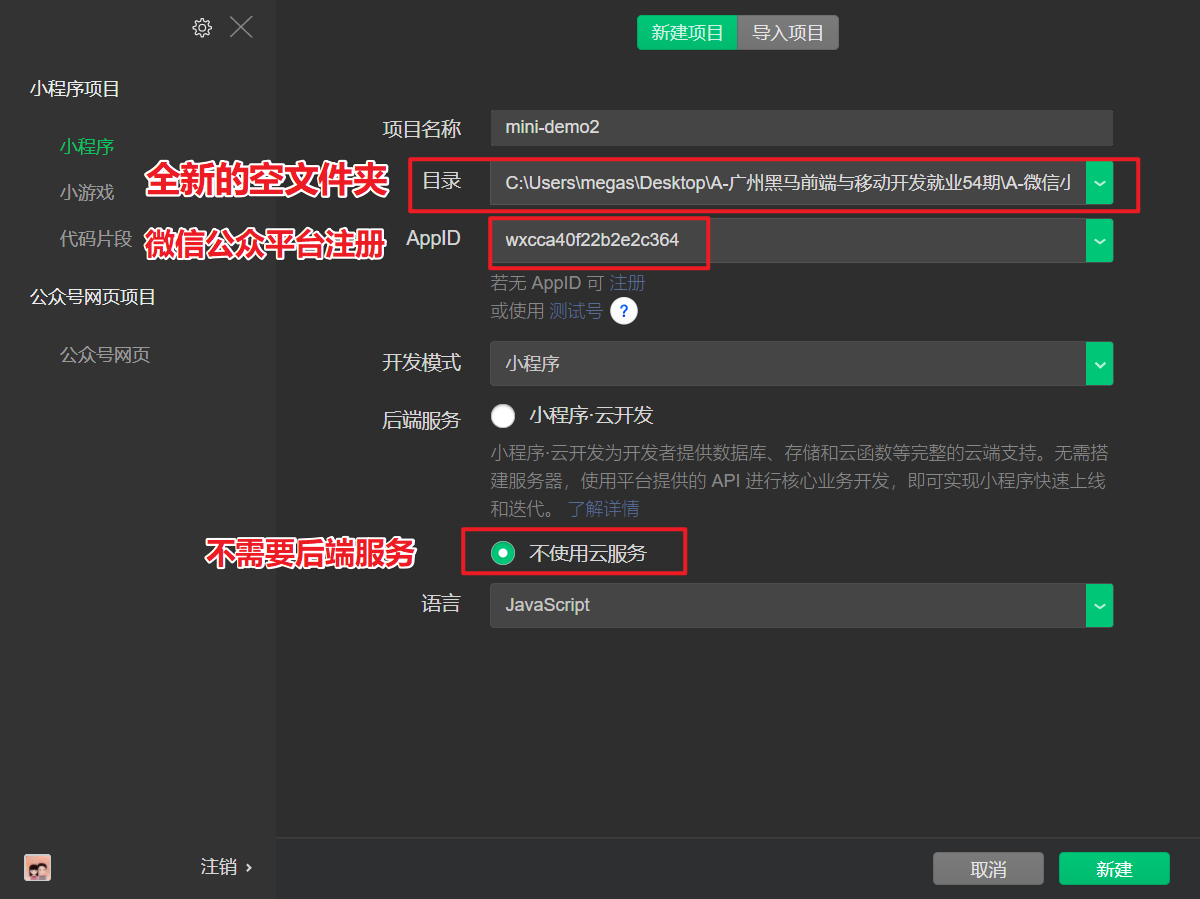 新建项目 导入项目
小程序项目
小程序
小游戏
代码片段
公众号网页项目
公众号网页
注销
项目名称 mini-demo2
全新的空文件夹
目录 C:\Users\megas\Desktop\A-广州黑马前端与移动开发就业54期\A-微信小
微信公众平台注册
AppID wxcca40f22b2e2c364
若无 AppID 可 注册
或使用 测试号 ?
开发模式 小程序
后端服务 小程序·云开发
小程序·云开发为开发者提供数据库、存储和云函数等完整的云端支持。无需搭
建服务器，使用平台提供的 API 进行核心业务开发，即可实现小程序快速上线
和迭代。 了解详情
不需要后端服务
不使用云服务
语言 JavaScript
取消 新建